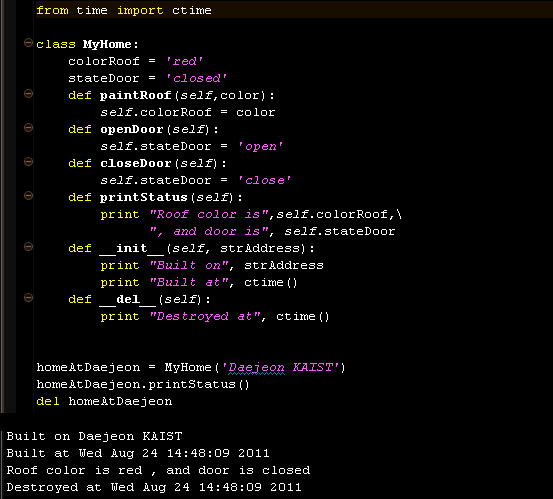 from time import ctime
class MyHome:
colorRoof = 'red'
stateDoor = 'closed'
def paintRoof(self,color):
self.colorRoof = color
def openDoor(self):
self.stateDoor = 'open'
def closeDoor(self):
self.stateDoor = 'close'
def printStatus(self):
print "Roof color is",self.colorRoof,\
", and door is", self.stateDoor
def __init__(self, strAddress):
print "Built on", strAddress
print "Built at", ctime()
def __del__(self):
print "Destroyed at", ctime()
homeAtDaejeon = MyHome('Daejeon KAIST')
homeAtDaejeon.printStatus()
del homeAtDaejeon
Built on Daejeon KAIST
Built at Wed Aug 24 14:48:09 2011
Roof color is red , and door is closed
Destroyed at Wed Aug 24 14:48:09 2011